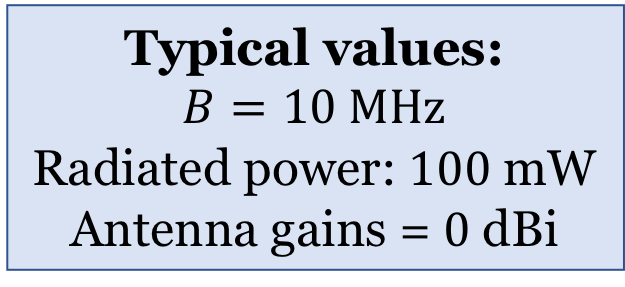 Typical values:
B = 10 MHz
Radiated power: 100 mW
Antenna gains = 0 dBi